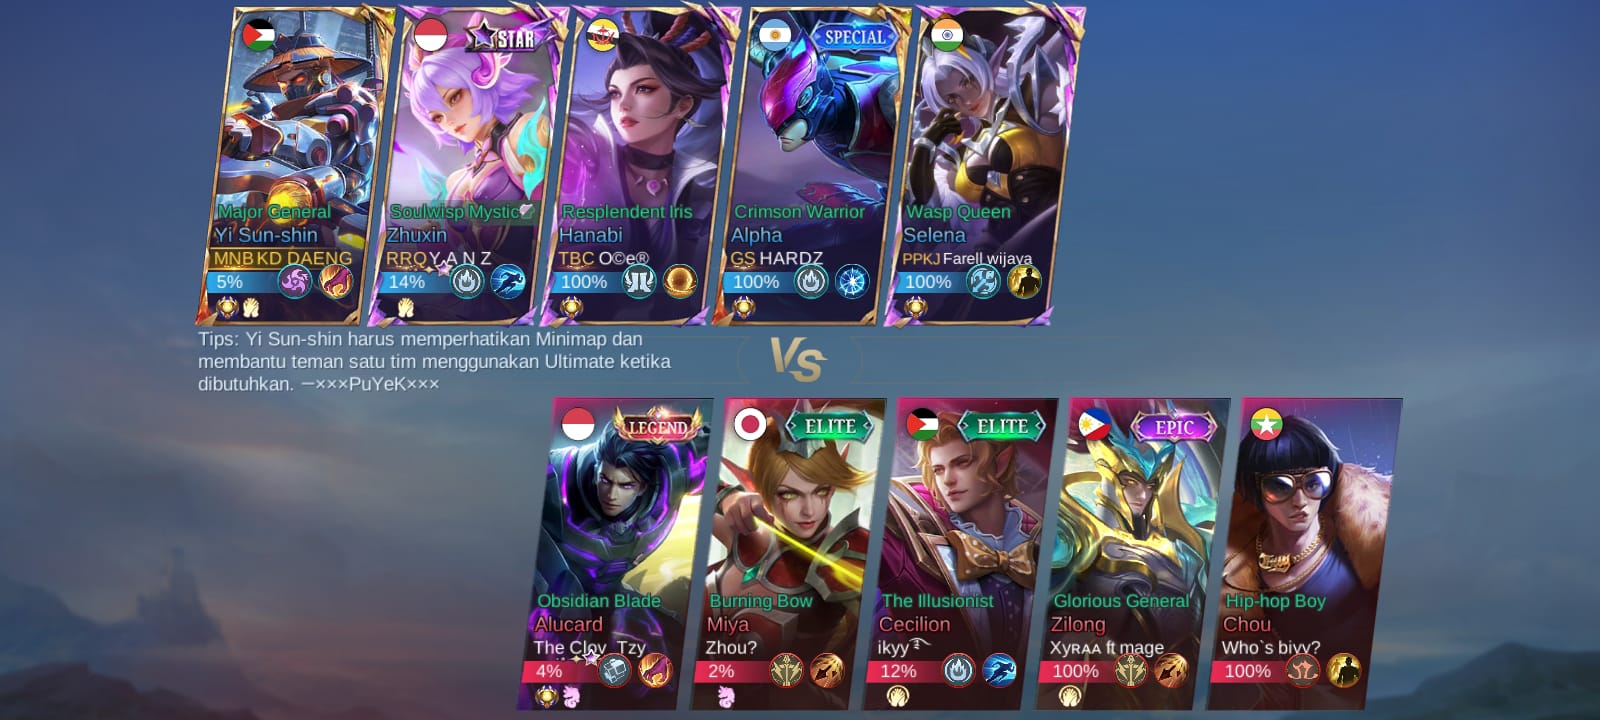 STAR
SPECIAL
Major General
Yi Sun-shin
MNB KD DAENG
5%
Soulwisp Mystic
Zhuxin
RRQ Y A N Z
14%
Resplendent Iris
Hanabi
TBC O©e®
100%
Crimson Warrior
Alpha
GS HARDZ
100%
Wasp Queen
Selena
PPKJ Farell wijaya
100%
Tips: Yi Sun-shin harus memperhatikan Minimap dan
membantu teman satu tim menggunakan Ultimate ketika
dibutuhkan. —×××PuYeK×××
VS
LEGEND
ELITE
ELITE
EPIC
Obsidian Blade
Alucard
The Cloy_Tzy
4%
Burning Bow
Miya
Zhou?
2%
The Illusionist
Cecilion
ikyy
12%
Glorious General
Zilong
Xyʀᴀᴀ ft mage
100%
Hip-hop Boy
Chou
Who`s biyy?
100%